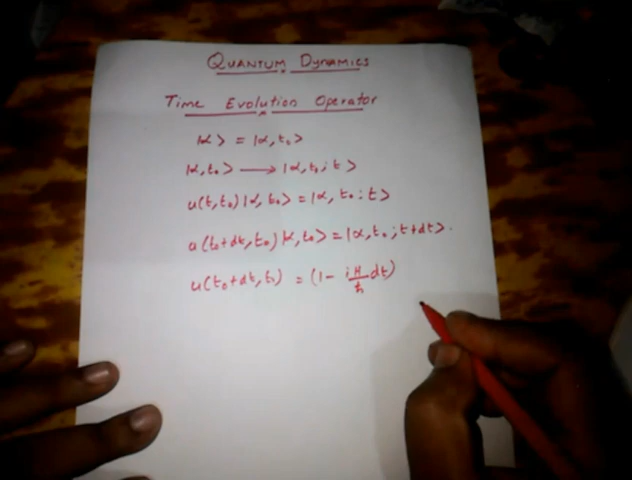 QUANTUM DYNAMICS
Time Evolution Operator
|α> = |α, t₀>
|α, t₀> → |α, t₀; t>
u(t, t₀) |α, t₀> = |α, t₀; t>
u(t₀+dt, t₀) |α, t₀> = |α, t₀; t+dt>.
u(t₀+dt, t₀) = (1 - iH/ħ dt)